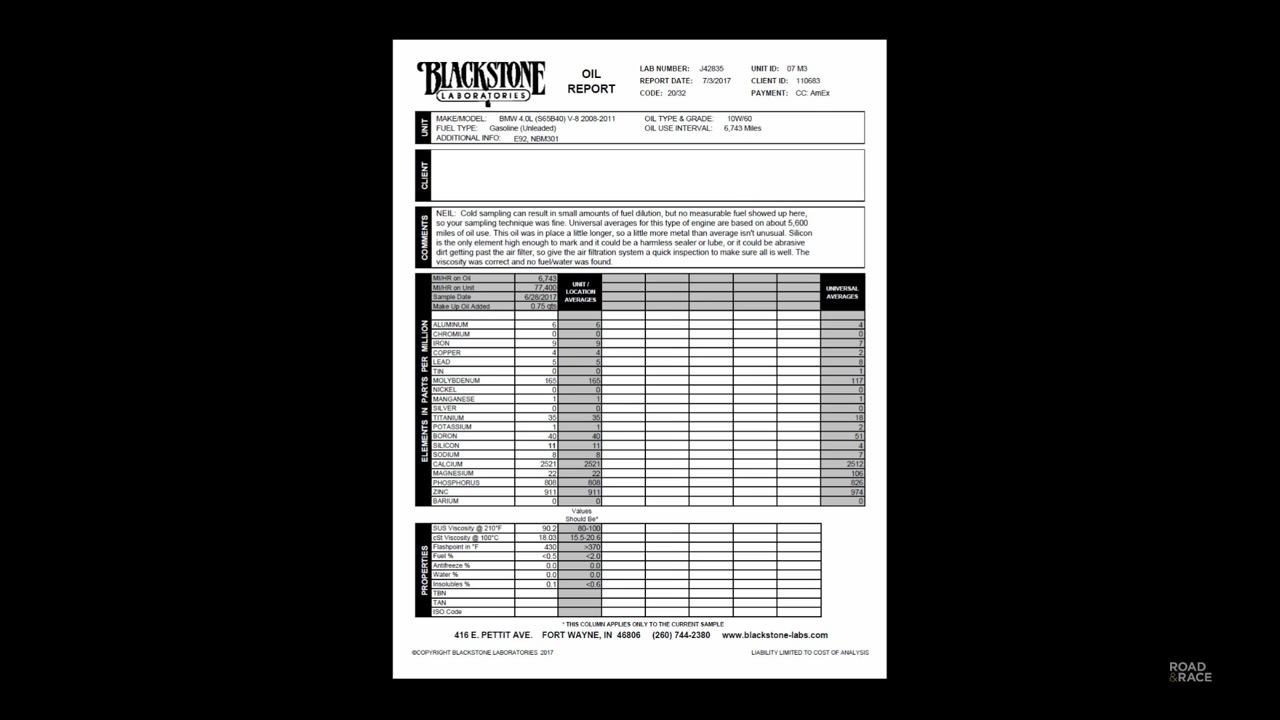 BLACKSTONE
LABORATORIES
OIL
REPORT
LAB NUMBER: J42835
REPORT DATE: 7/3/2017
CODE: 20/32
UNIT ID: 07 M3
CLIENT ID: 110683
PAYMENT: CC: AmEx
UNIT
MAKE/MODEL: BMW 4.0L (S65B40) V-8 2008-2011
FUEL TYPE: Gasoline (Unleaded)
ADDITIONAL INFO: E92, NBM301
OIL TYPE & GRADE: 10W/60
OIL USE INTERVAL: 6,743 Miles
CLIENT
COMMENTS
NEIL: Cold sampling can result in small amounts of fuel dilution, but no measurable fuel showed up here,
so your sampling technique was fine. Universal averages for this type of engine are based on about 5,600
miles of oil use. This oil was in place a little longer, so a little more metal than average isn't unusual. Silicon
is the only element high enough to mark and it could be a harmless sealer or lube, or it could be abrasive
dirt getting past the air filter, so give the air filtration system a quick inspection to make sure all is well. The
viscosity was correct and no fuel/water was found.
MI/HR on Oil 6,743
MI/HR on Unit 77,400
Sample Date 6/28/2017
Make Up Oil Added 0.75 qts
UNIT /
LOCATION
AVERAGES
UNIVERSAL
AVERAGES
ELEMENTS IN PARTS PER MILLION
ALUMINUM 6 6 4
CHROMIUM 0 0 0
IRON 9 9 7
COPPER 4 4 2
LEAD 5 5 8
TIN 0 0 1
MOLYBDENUM 165 165 117
NICKEL 0 0 0
MANGANESE 1 1 1
SILVER 0 0 0
TITANIUM 35 35 18
POTASSIUM 1 1 2
BORON 40 40 51
SILICON 11 11 4
SODIUM 8 8 7
CALCIUM 2521 2521 2512
MAGNESIUM 22 22 106
PHOSPHORUS 808 808 826
ZINC 911 911 974
BARIUM 0 0 0
Values
Should Be*
PROPERTIES
SUS Viscosity @ 210°F 90.2 80-100
cSt Viscosity @ 100°C 18.03 15.5-20.6
Flashpoint in °F 430 >370
Fuel % <0.5 <2.0
Antifreeze % 0.0 0.0
Water % 0.0 0.0
Insolubles % 0.1 <0.6
TBN
TAN
ISO Code
* THIS COLUMN APPLIES ONLY TO THE CURRENT SAMPLE
416 E. PETTIT AVE. FORT WAYNE, IN 46806 (260) 744-2380 www.blackstone-labs.com
©COPYRIGHT BLACKSTONE LABORATORIES 2017
LIABILITY LIMITED TO COST OF ANALYSIS
ROAD
&RACE